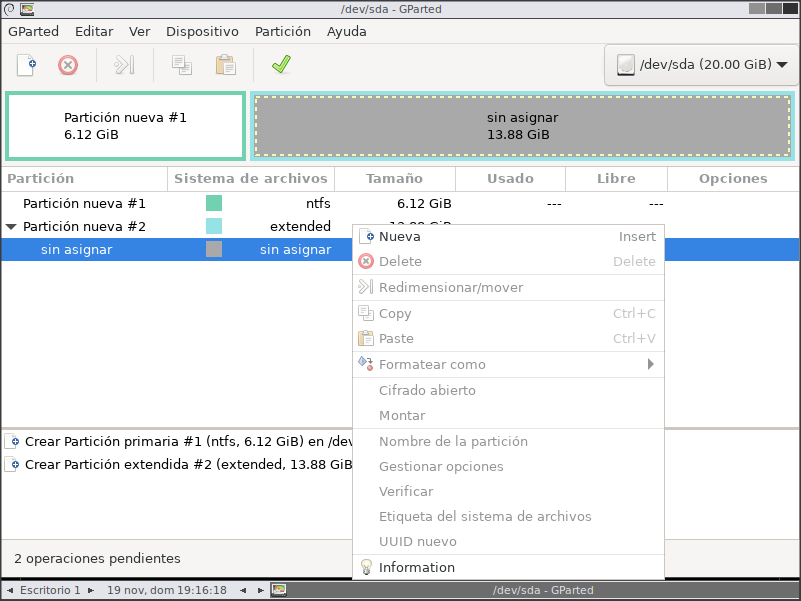 /dev/sda - GParted
GParted Editar Ver Dispositivo Partición Ayuda
/dev/sda (20.00 GiB)
Partición nueva #1
6.12 GiB
sin asignar
13.88 GiB
Partición Sistema de archivos Tamaño Usado Libre Opciones
Partición nueva #1 ntfs 6.12 GiB --- ---
Partición nueva #2 extended
sin asignar sin asignar
Nueva Insert
Delete Delete
Redimensionar/mover
Copy Ctrl+C
Paste Ctrl+V
Formatear como
Cifrado abierto
Montar
Nombre de la partición
Gestionar opciones
Verificar
Etiqueta del sistema de archivos
UUID nuevo
Information
Crear Partición primaria #1 (ntfs, 6.12 GiB) en /dev
Crear Partición extendida #2 (extended, 13.88 GiB
2 operaciones pendientes
Escritorio 1 19 nov, dom 19:16:18 /dev/sda - GParted